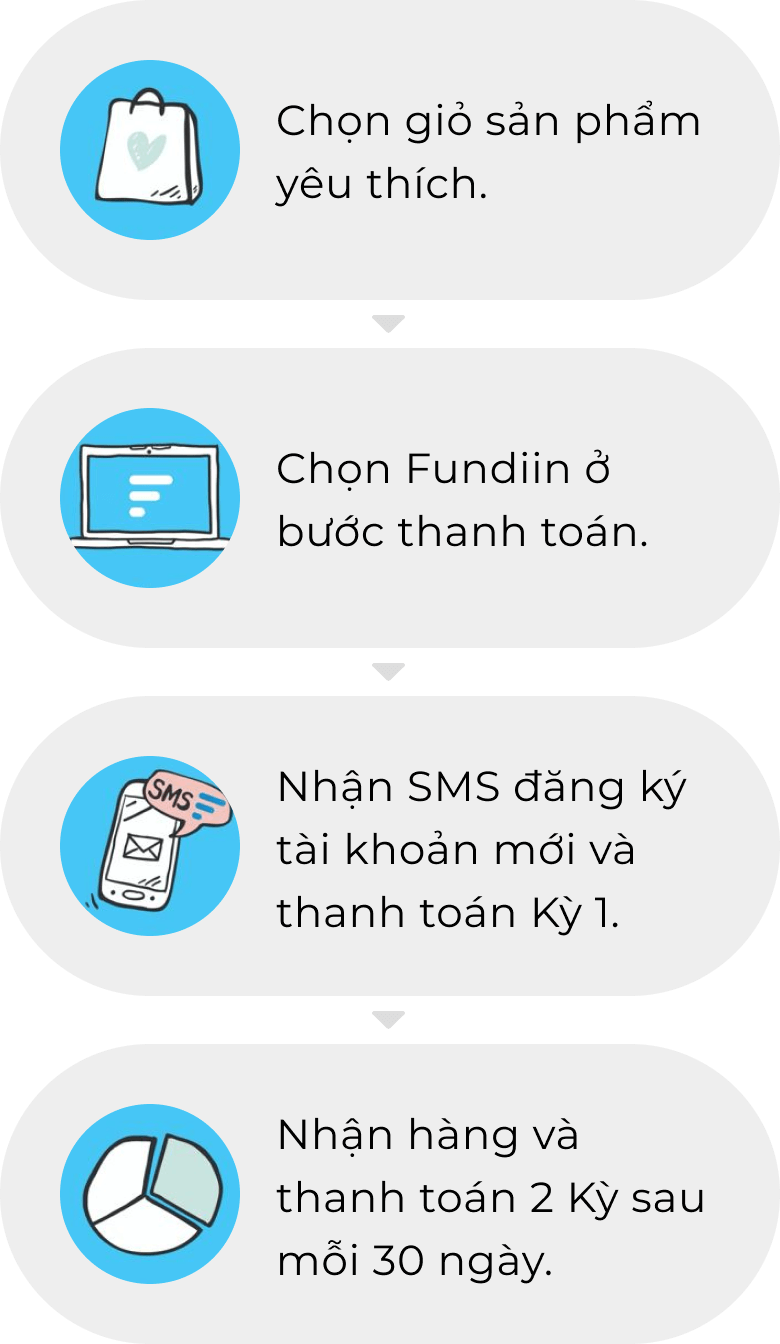 Chọn giỏ sản phẩm
yêu thích.
Chọn Fundiin ở
bước thanh toán.
SMS
Nhận SMS đăng ký
tài khoản mới và
thanh toán Kỳ 1.
Nhận hàng và
thanh toán 2 Kỳ sau
mỗi 30 ngày.